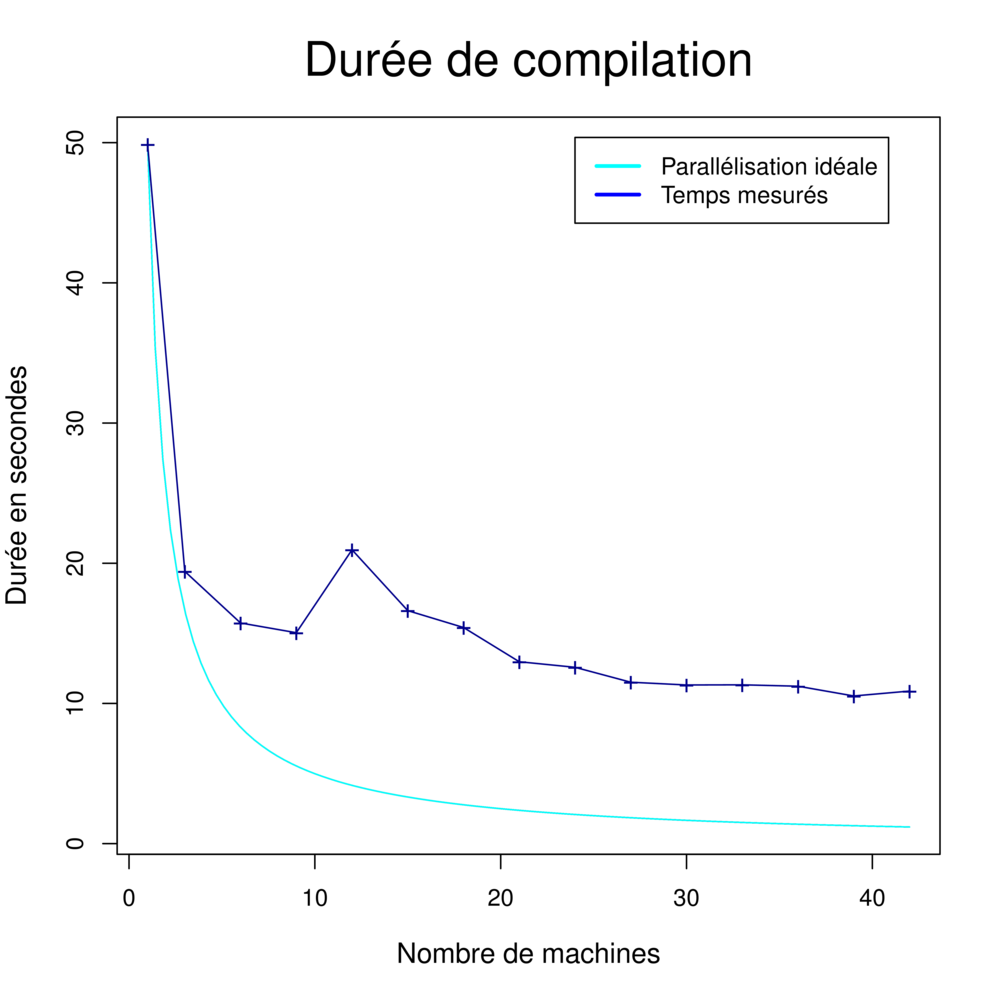 Durée de compilation
Parallélisation idéale
Temps mesurés
Durée en secondes
50
40
30
20
10
0
0 10 20 30 40
Nombre de machines